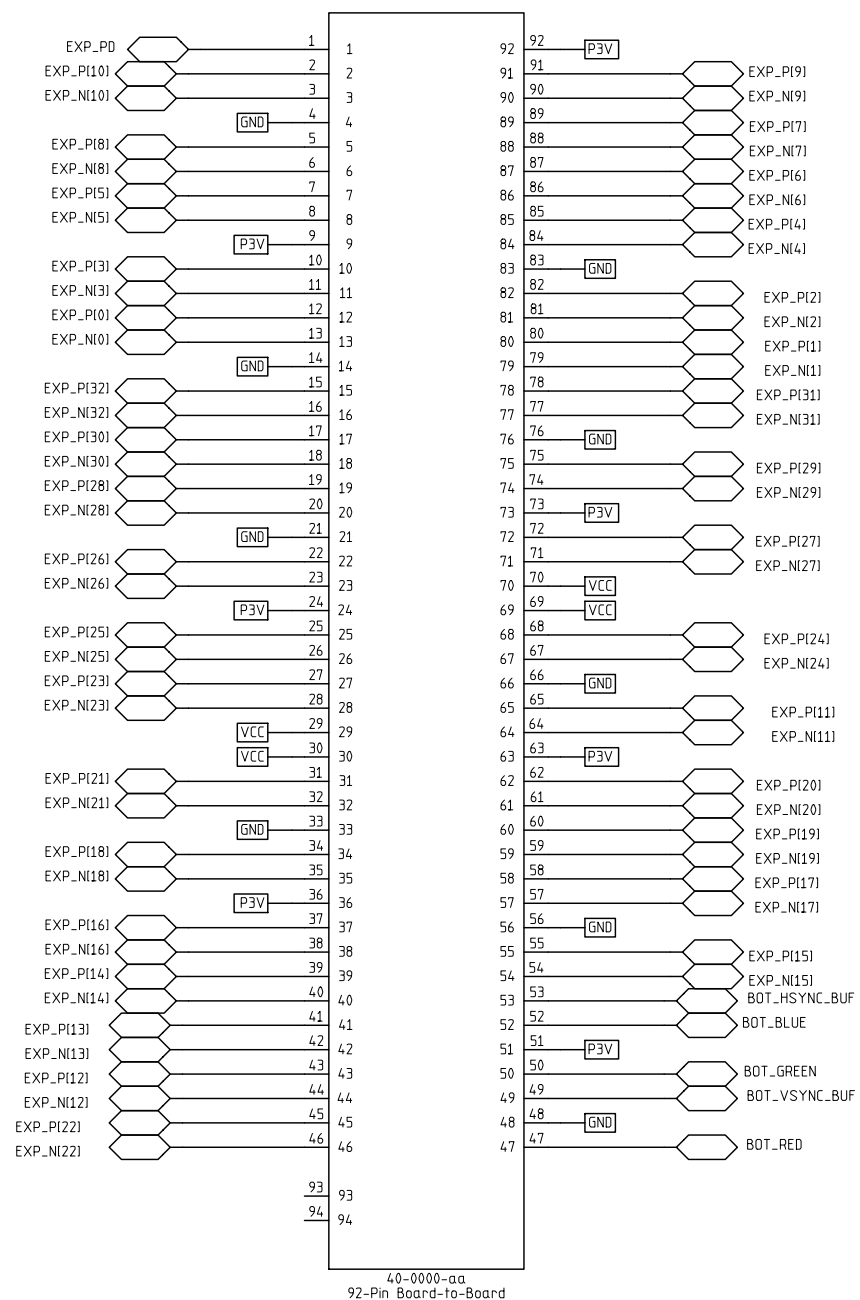 EXP_PD 1 1 92 92 P3V
EXP_P[10] 2 2 91 91 EXP_P[9]
EXP_N[10] 3 3 90 90 EXP_N[9]
GND 4 4 89 89 EXP_P[7]
EXP_P[8] 5 5 88 88 EXP_N[7]
EXP_N[8] 6 6 87 87 EXP_P[6]
EXP_P[5] 7 7 86 86 EXP_N[6]
EXP_N[5] 8 8 85 85 EXP_P[4]
P3V 9 9 84 84 EXP_N[4]
EXP_P[3] 10 10 83 83 GND
EXP_N[3] 11 11 82 82 EXP_P[2]
EXP_P[0] 12 12 81 81 EXP_N[2]
EXP_N[0] 13 13 80 80 EXP_P[1]
GND 14 14 79 79 EXP_N[1]
EXP_P[32] 15 15 78 78 EXP_P[31]
EXP_N[32] 16 16 77 77 EXP_N[31]
EXP_P[30] 17 17 76 76 GND
EXP_N[30] 18 18 75 75 EXP_P[29]
EXP_P[28] 19 19 74 74 EXP_N[29]
EXP_N[28] 20 20 73 73 P3V
GND 21 21 72 72 EXP_P[27]
EXP_P[26] 22 22 71 71 EXP_N[27]
EXP_N[26] 23 23 70 70 VCC
P3V 24 24 69 69 VCC
EXP_P[25] 25 25 68 68 EXP_P[24]
EXP_N[25] 26 26 67 67 EXP_N[24]
EXP_P[23] 27 27 66 66 GND
EXP_N[23] 28 28 65 65 EXP_P[11]
VCC 29 29 64 64 EXP_N[11]
VCC 30 30 63 63 P3V
EXP_P[21] 31 31 62 62 EXP_P[20]
EXP_N[21] 32 32 61 61 EXP_N[20]
GND 33 33 60 60 EXP_P[19]
EXP_P[18] 34 34 59 59 EXP_N[19]
EXP_N[18] 35 35 58 58 EXP_P[17]
P3V 36 36 57 57 EXP_N[17]
EXP_P[16] 37 37 56 56 GND
EXP_N[16] 38 38 55 55 EXP_P[15]
EXP_P[14] 39 39 54 54 EXP_N[15]
EXP_N[14] 40 40 53 53 BOT_HSYNC_BUF
EXP_P[13] 41 41 52 52 BOT_BLUE
EXP_N[13] 42 42 51 51 P3V
EXP_P[12] 43 43 50 50 BOT_GREEN
EXP_N[12] 44 44 49 49 BOT_VSYNC_BUF
EXP_P[22] 45 45 48 48 GND
EXP_N[22] 46 46 47 47 BOT_RED
93 93
94 94
40-0000-aa
92-Pin Board-to-Board